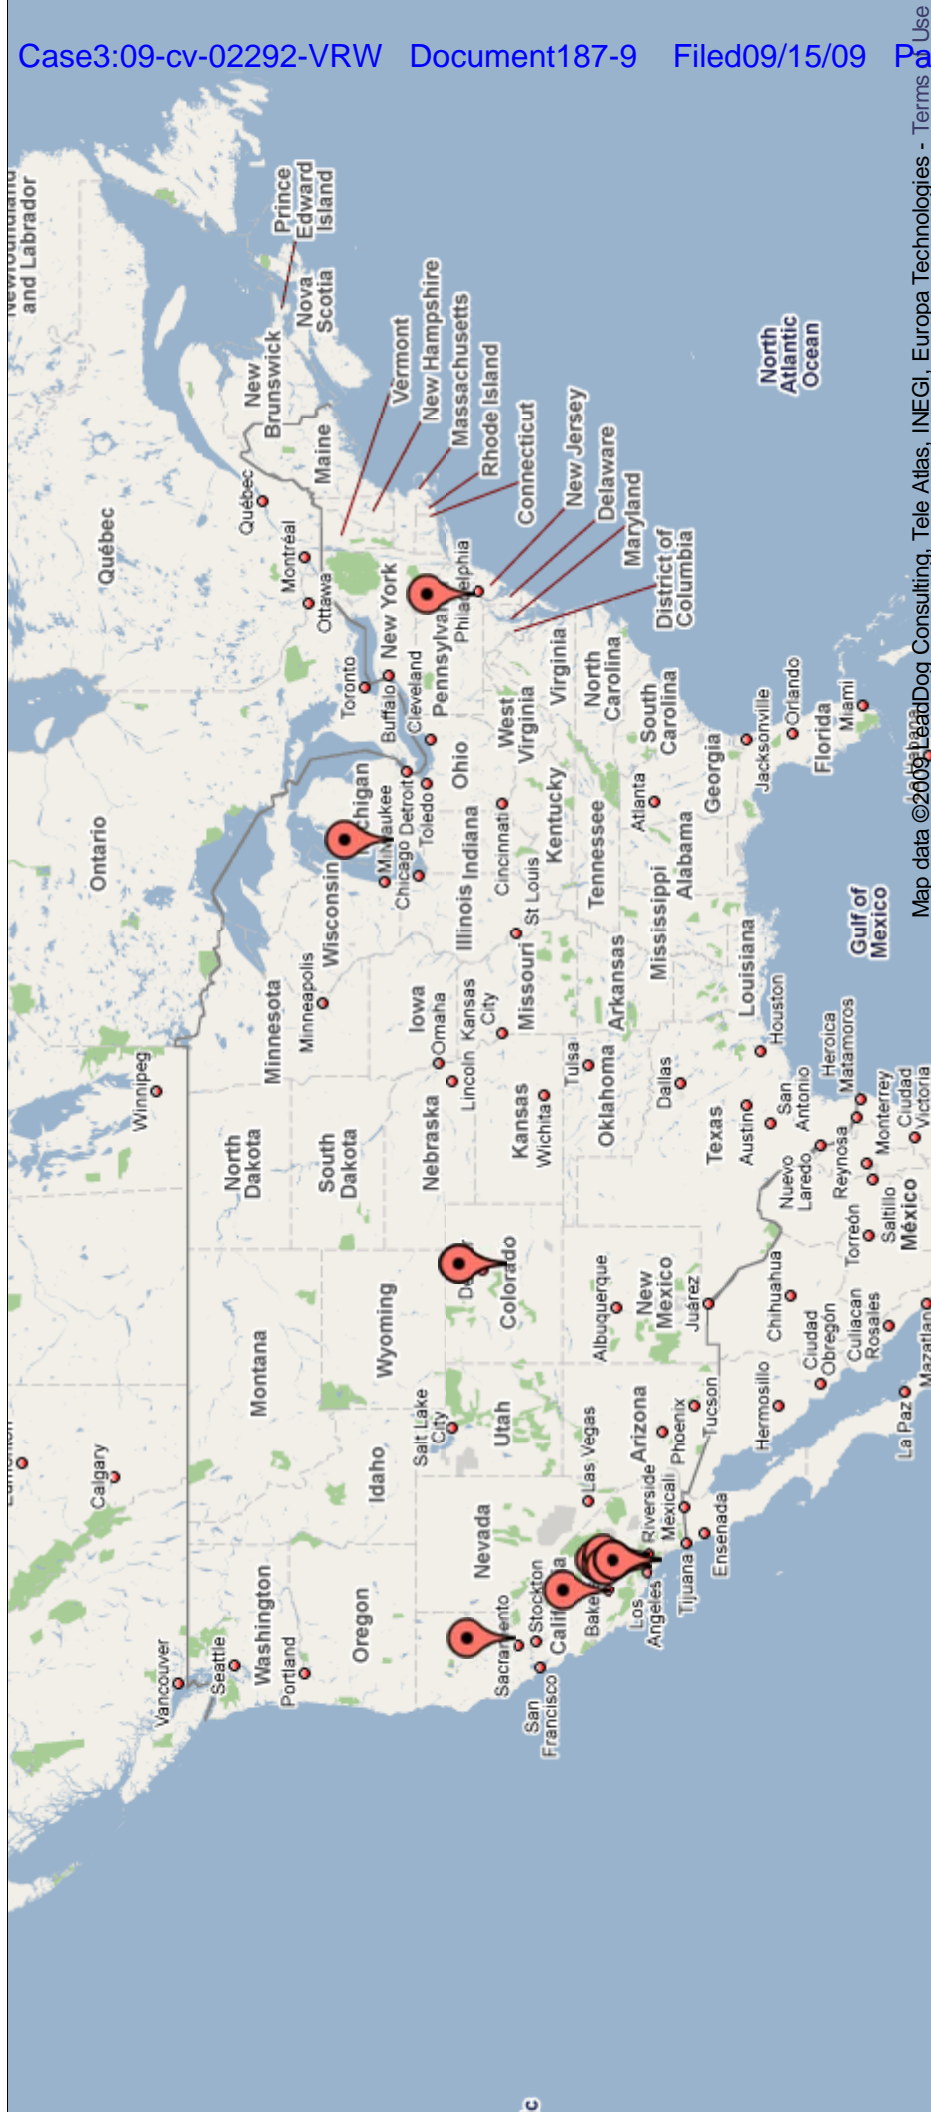 Case3:09-cv-02292-VRW Document187-9 Filed09/15/09
and Labrador
Prince
Edward
Island
Nova
Scotia
New
Brunswick
Maine
Québec
Québec
Montréal
Ottawa
Vermont
New Hampshire
Massachusetts
Rhode Island
Connecticut
New Jersey
Delaware
Maryland
District of
Columbia
North
Atlantic
Ocean
Ontario
Toronto
Buffalo
New York
Cleveland
Detroit
Toledo
Ohio
West
Virginia
Virginia
North
Carolina
South
Carolina
Georgia
Atlanta
Jacksonville
Orlando
Florida
Miami
Wisconsin
Chicago
Illinois
Indiana
Cincinnati
Kentucky
Tennessee
Alabama
Mississippi
St Louis
Missouri
Arkansas
Louisiana
Gulf of
Mexico
Winnipeg
Minnesota
Minneapolis
Iowa
Omaha
Lincoln
Kansas
City
Kansas
Wichita
Tulsa
Oklahoma
Dallas
Texas
Austin
San
Antonio
Houston
Heroica
Matamoros
Nuevo
Laredo
Reynosa
Monterrey
Ciudad
Victoria
Saltillo
Torreón
México
North
Dakota
South
Dakota
Nebraska
Montana
Wyoming
Colorado
Albuquerque
New
Mexico
Juárez
Chihuahua
Ciudad
Obregón
Culiacan
Rosales
Mazatlan
La Paz
Hermosillo
Calgary
Idaho
Salt Lake
City
Utah
Arizona
Phoenix
Tucson
Las Vegas
Nevada
Riverside
Mexicali
Ensenada
Tijuana
Los
Angeles
Stockton
San
Francisco
Vancouver
Seattle
Washington
Portland
Oregon
Map data ©2009 LeadDog Consulting, Tele Atlas, INEGI, Europa Technologies - Terms of Use